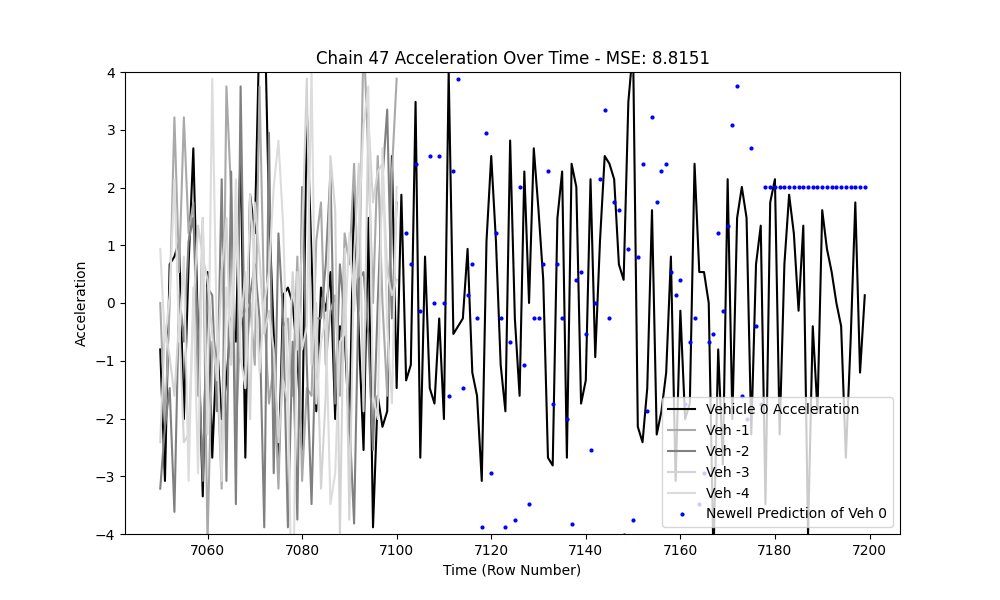 Chain 47 Acceleration Over Time - MSE: 8.8151
Acceleration
4
3
2
1
0
−1
−2
−3
−4
7060
7080
7100
7120
7140
7160
7180
7200
Time (Row Number)
Vehicle 0 Acceleration
Veh -1
Veh -2
Veh -3
Veh -4
Newell Prediction of Veh 0